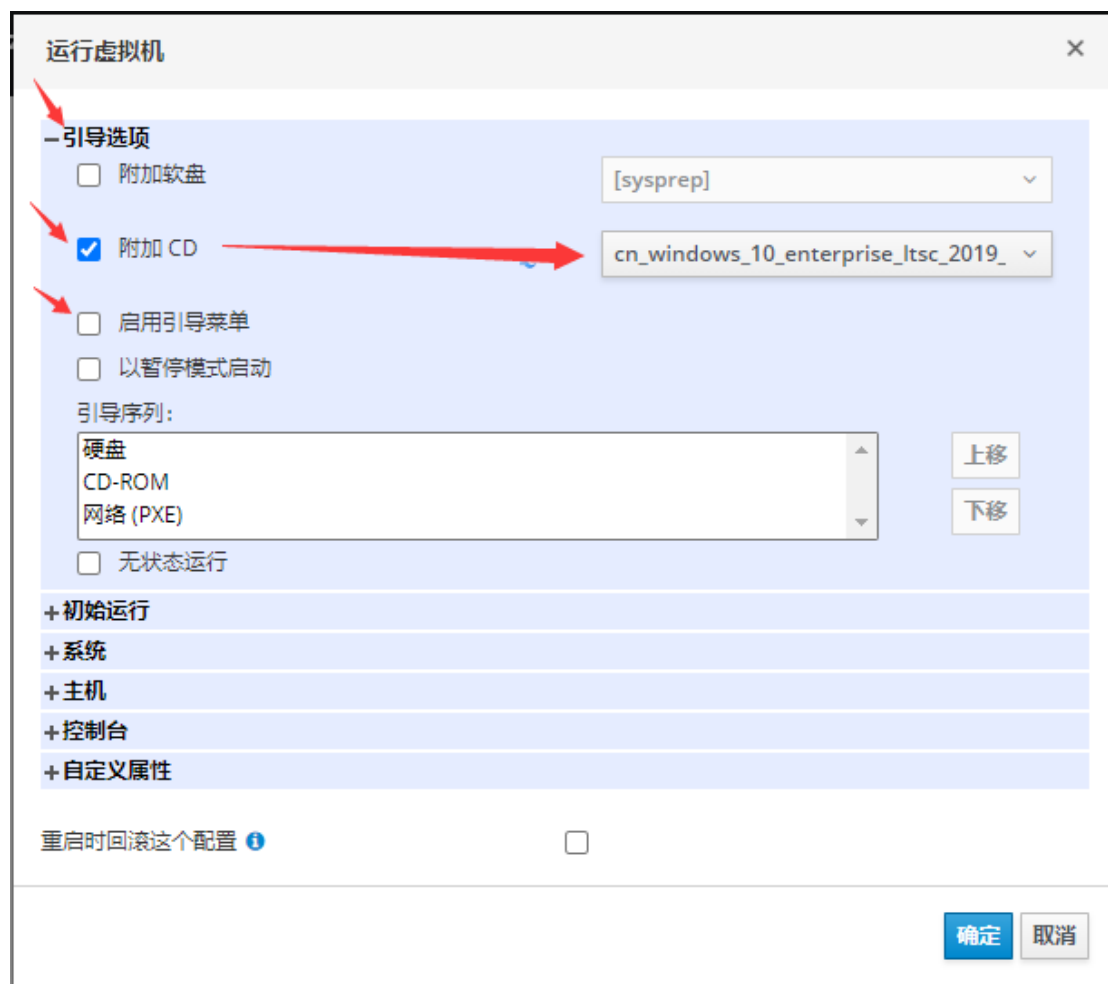 运行虚拟机
引导选项
附加软盘 [sysprep]
附加 CD cn_windows_10_enterprise_ltsc_2019_
启用引导菜单
以暂停模式启动
引导序列:
硬盘
CD-ROM
网络 (PXE)
上移
下移
无状态运行
初始运行
系统
主机
控制台
自定义属性
重启时回滚这个配置
确定 取消